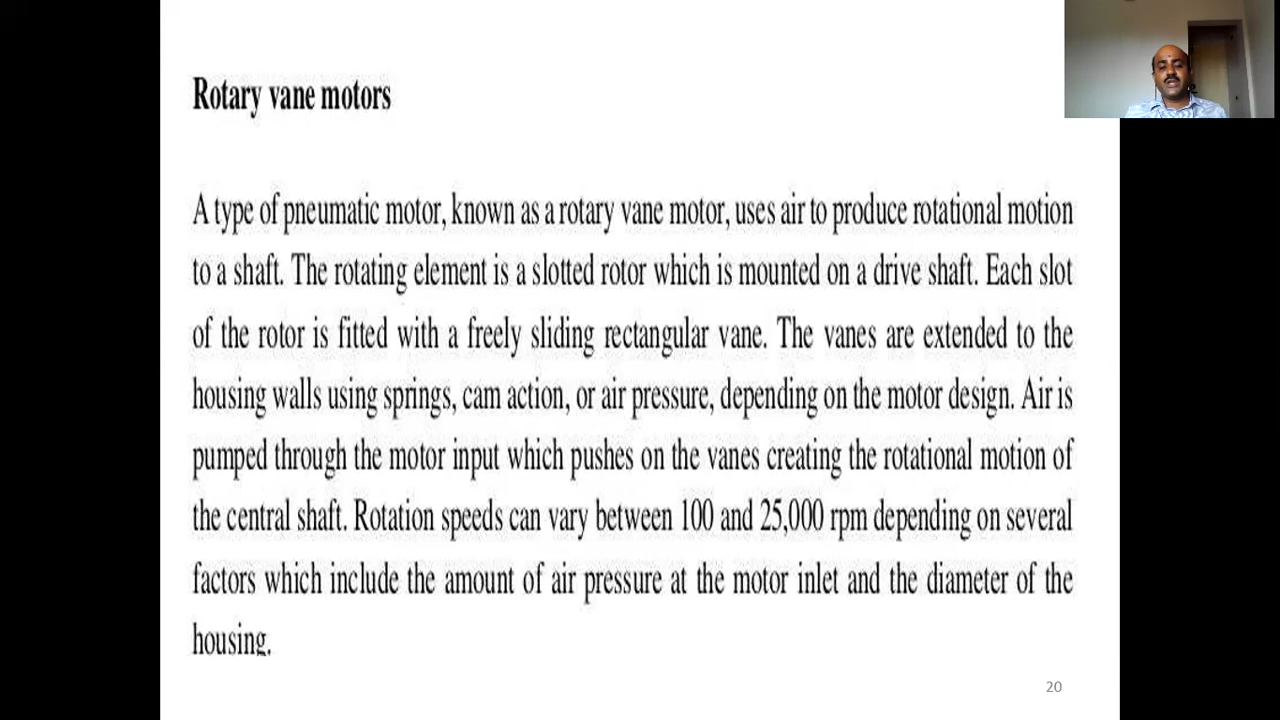 Rotary vane motors
A type of pneumatic motor, known as a rotary vane motor, uses air to produce rotational motion
to a shaft. The rotating element is a slotted rotor which is mounted on a drive shaft. Each slot
of the rotor is fitted with a freely sliding rectangular vane. The vanes are extended to the
housing walls using springs, cam action, or air pressure, depending on the motor design. Air is
pumped through the motor input which pushes on the vanes creating the rotational motion of
the central shaft. Rotation speeds can vary between 100 and 25,000 rpm depending on several
factors which include the amount of air pressure at the motor inlet and the diameter of the
housing.
20